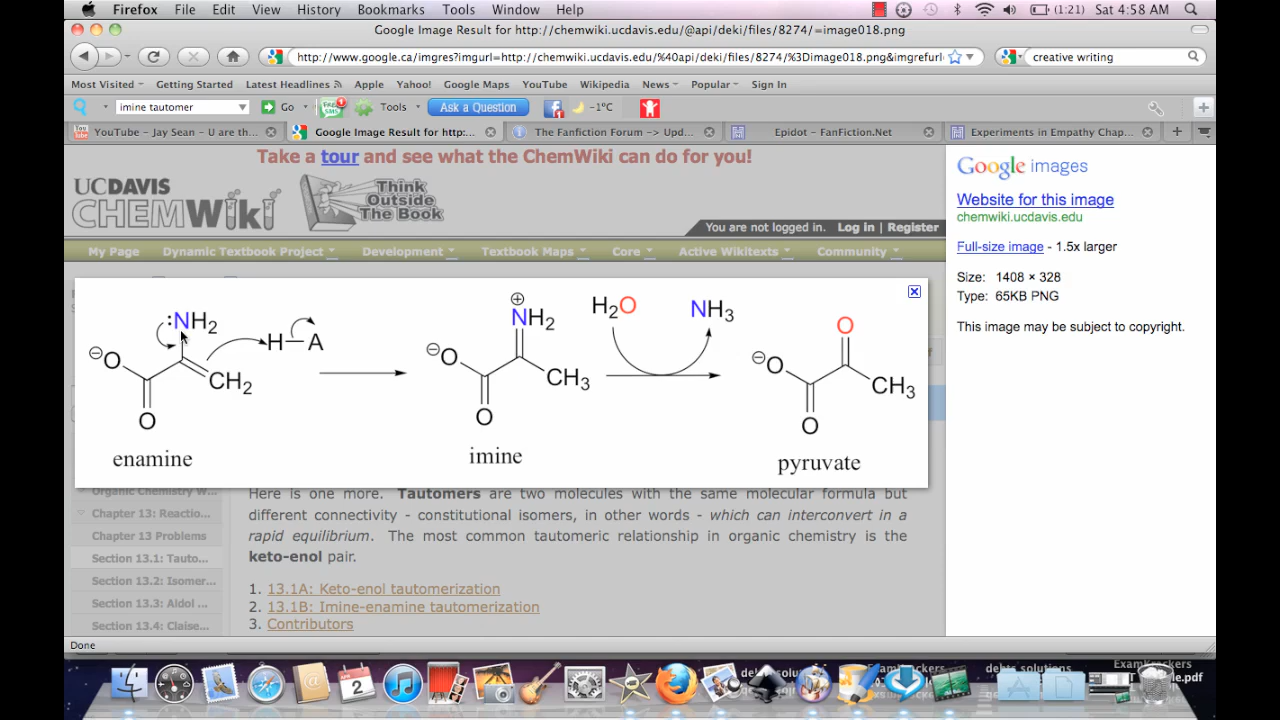 Firefox File Edit View History Bookmarks Tools Window Help (1:21) Sat 4:58 AM
Google Image Result for http://chemwiki.ucdavis.edu/@api/deki/files/8274/=image018.png
http://www.google.ca/imgres?imgurl=http://chemwiki.ucdavis.edu/%40api/deki/files/8274/%3Dimage018.png&imgrefurl creative writing
Most Visited Getting Started Latest Headlines Apple Yahoo! Google Maps YouTube Wikipedia News Popular Sign In
imine tautomer Go FREE SMS Tools Ask a Question -1°C
YouTube - Jay Sean - U are th... Google Image Result for http:... The Fanfiction Forum -> Upd... Epidot - FanFiction.Net Experiments in Empathy Chap...
Take a tour and see what the ChemWiki can do for you!
UCDAVIS
CHEMWiki
Think
Outside
The Book
You are not logged in. Log in | Register
My Page Dynamic Textbook Project Development Textbook Maps Core Active Wikitexts Community
:NH2 H—A ⊖O CH2 O
enamine
⊕ NH2 ⊖O CH3 O
imine
H2O NH3
O ⊖O CH3 O
pyruvate
Organic Chemistry W...
Chapter 13: Reactio...
Chapter 13 Problems
Section 13.1: Tauto...
Section 13.2: Isomer...
Section 13.3: Aldol ...
Section 13.4: Claise...
Here is one more. Tautomers are two molecules with the same molecular formula but
different connectivity - constitutional isomers, in other words - which can interconvert in a
rapid equilibrium. The most common tautomeric relationship in organic chemistry is the
keto-enol pair.
1. 13.1A: Keto-enol tautomerization
2. 13.1B: Imine-enamine tautomerization
3. Contributors
Google images
Website for this image
chemwiki.ucdavis.edu
Full-size image - 1.5x larger
Size: 1408 × 328
Type: 65KB PNG
This image may be subject to copyright.
Done
APR
2
debts solutions
ExamKrackers